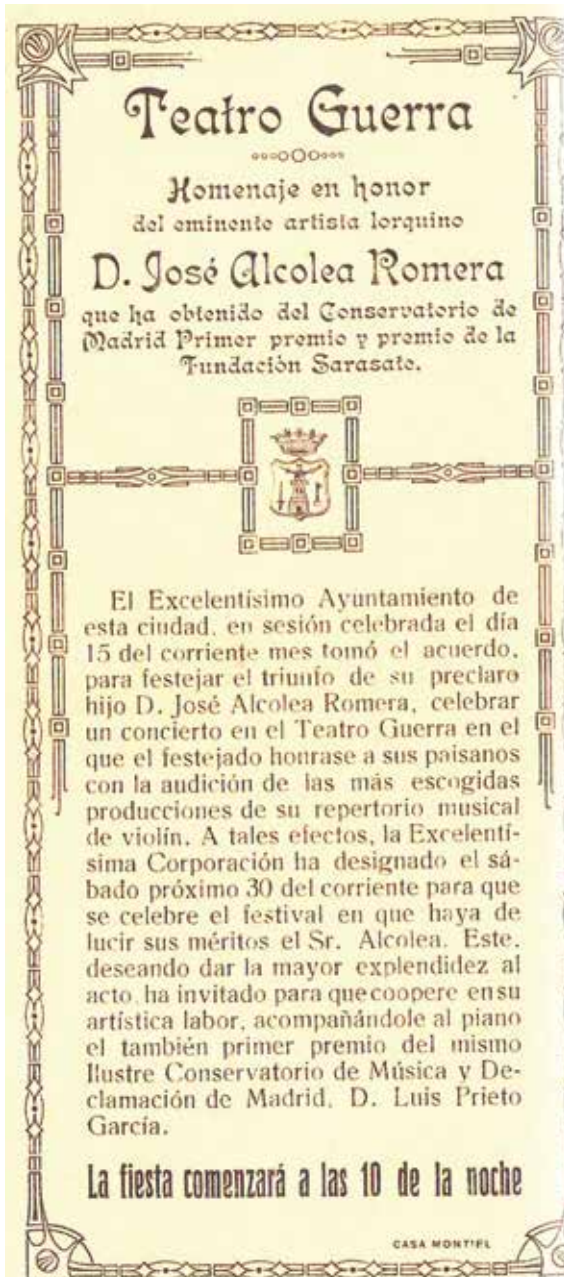 Teatro Guerra
Homenaje en honor
del eminente artista lorquino
D. José Alcolea Romera
que ha obtenido del Conservatorio de
Madrid Primer premio y premio de la
Fundación Sarasate.
El Excelentísimo Ayuntamiento de
esta ciudad, en sesión celebrada el día
15 del corriente mes tomó el acuerdo,
para festejar el triunfo de su preclaro
hijo D. José Alcolea Romera, celebrar
un concierto en el Teatro Guerra en el
que el festejado honrase a sus paisanos
con la audición de las más escogidas
producciones de su repertorio musical
de violín. A tales efectos, la Excelentí-
sima Corporación ha designado el sá-
bado próximo 30 del corriente para que
se celebre el festival en que haya de
lucir sus méritos el Sr. Alcolea. Este,
deseando dar la mayor explendidez al
acto, ha invitado para que coopere en su
artística labor, acompañándole al piano
el también primer premio del mismo
Ilustre Conservatorio de Música y De-
clamación de Madrid, D. Luis Prieto
García.
La fiesta comenzará a las 10 de la noche
CASA MONTIEL